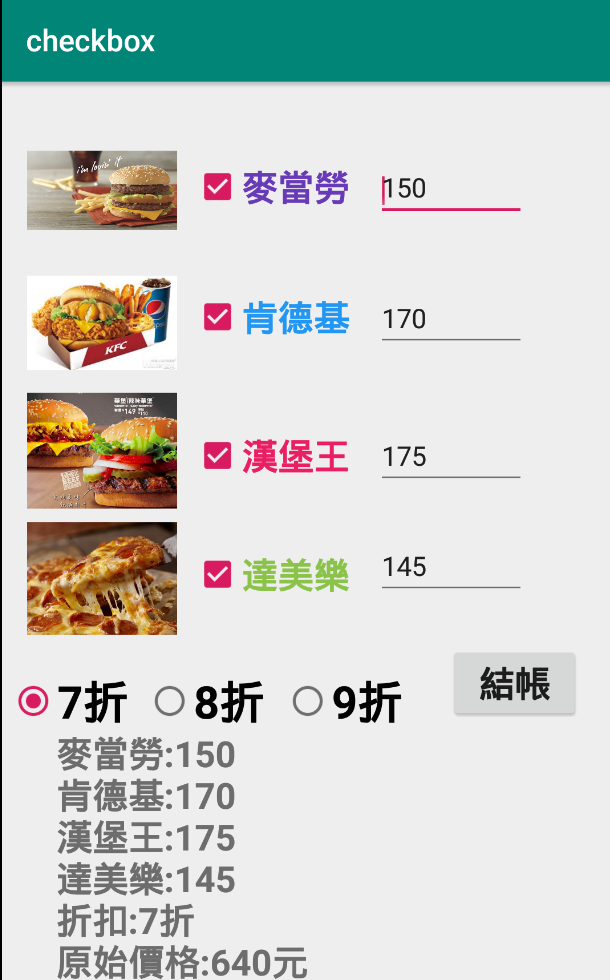 checkbox
i'm lovin' it
麥當勞 150
KFC
肯德基 170
漢堡王 175
達美樂 145
7折 8折 9折 結帳
麥當勞:150
肯德基:170
漢堡王:175
達美樂:145
折扣:7折
原始價格:640元